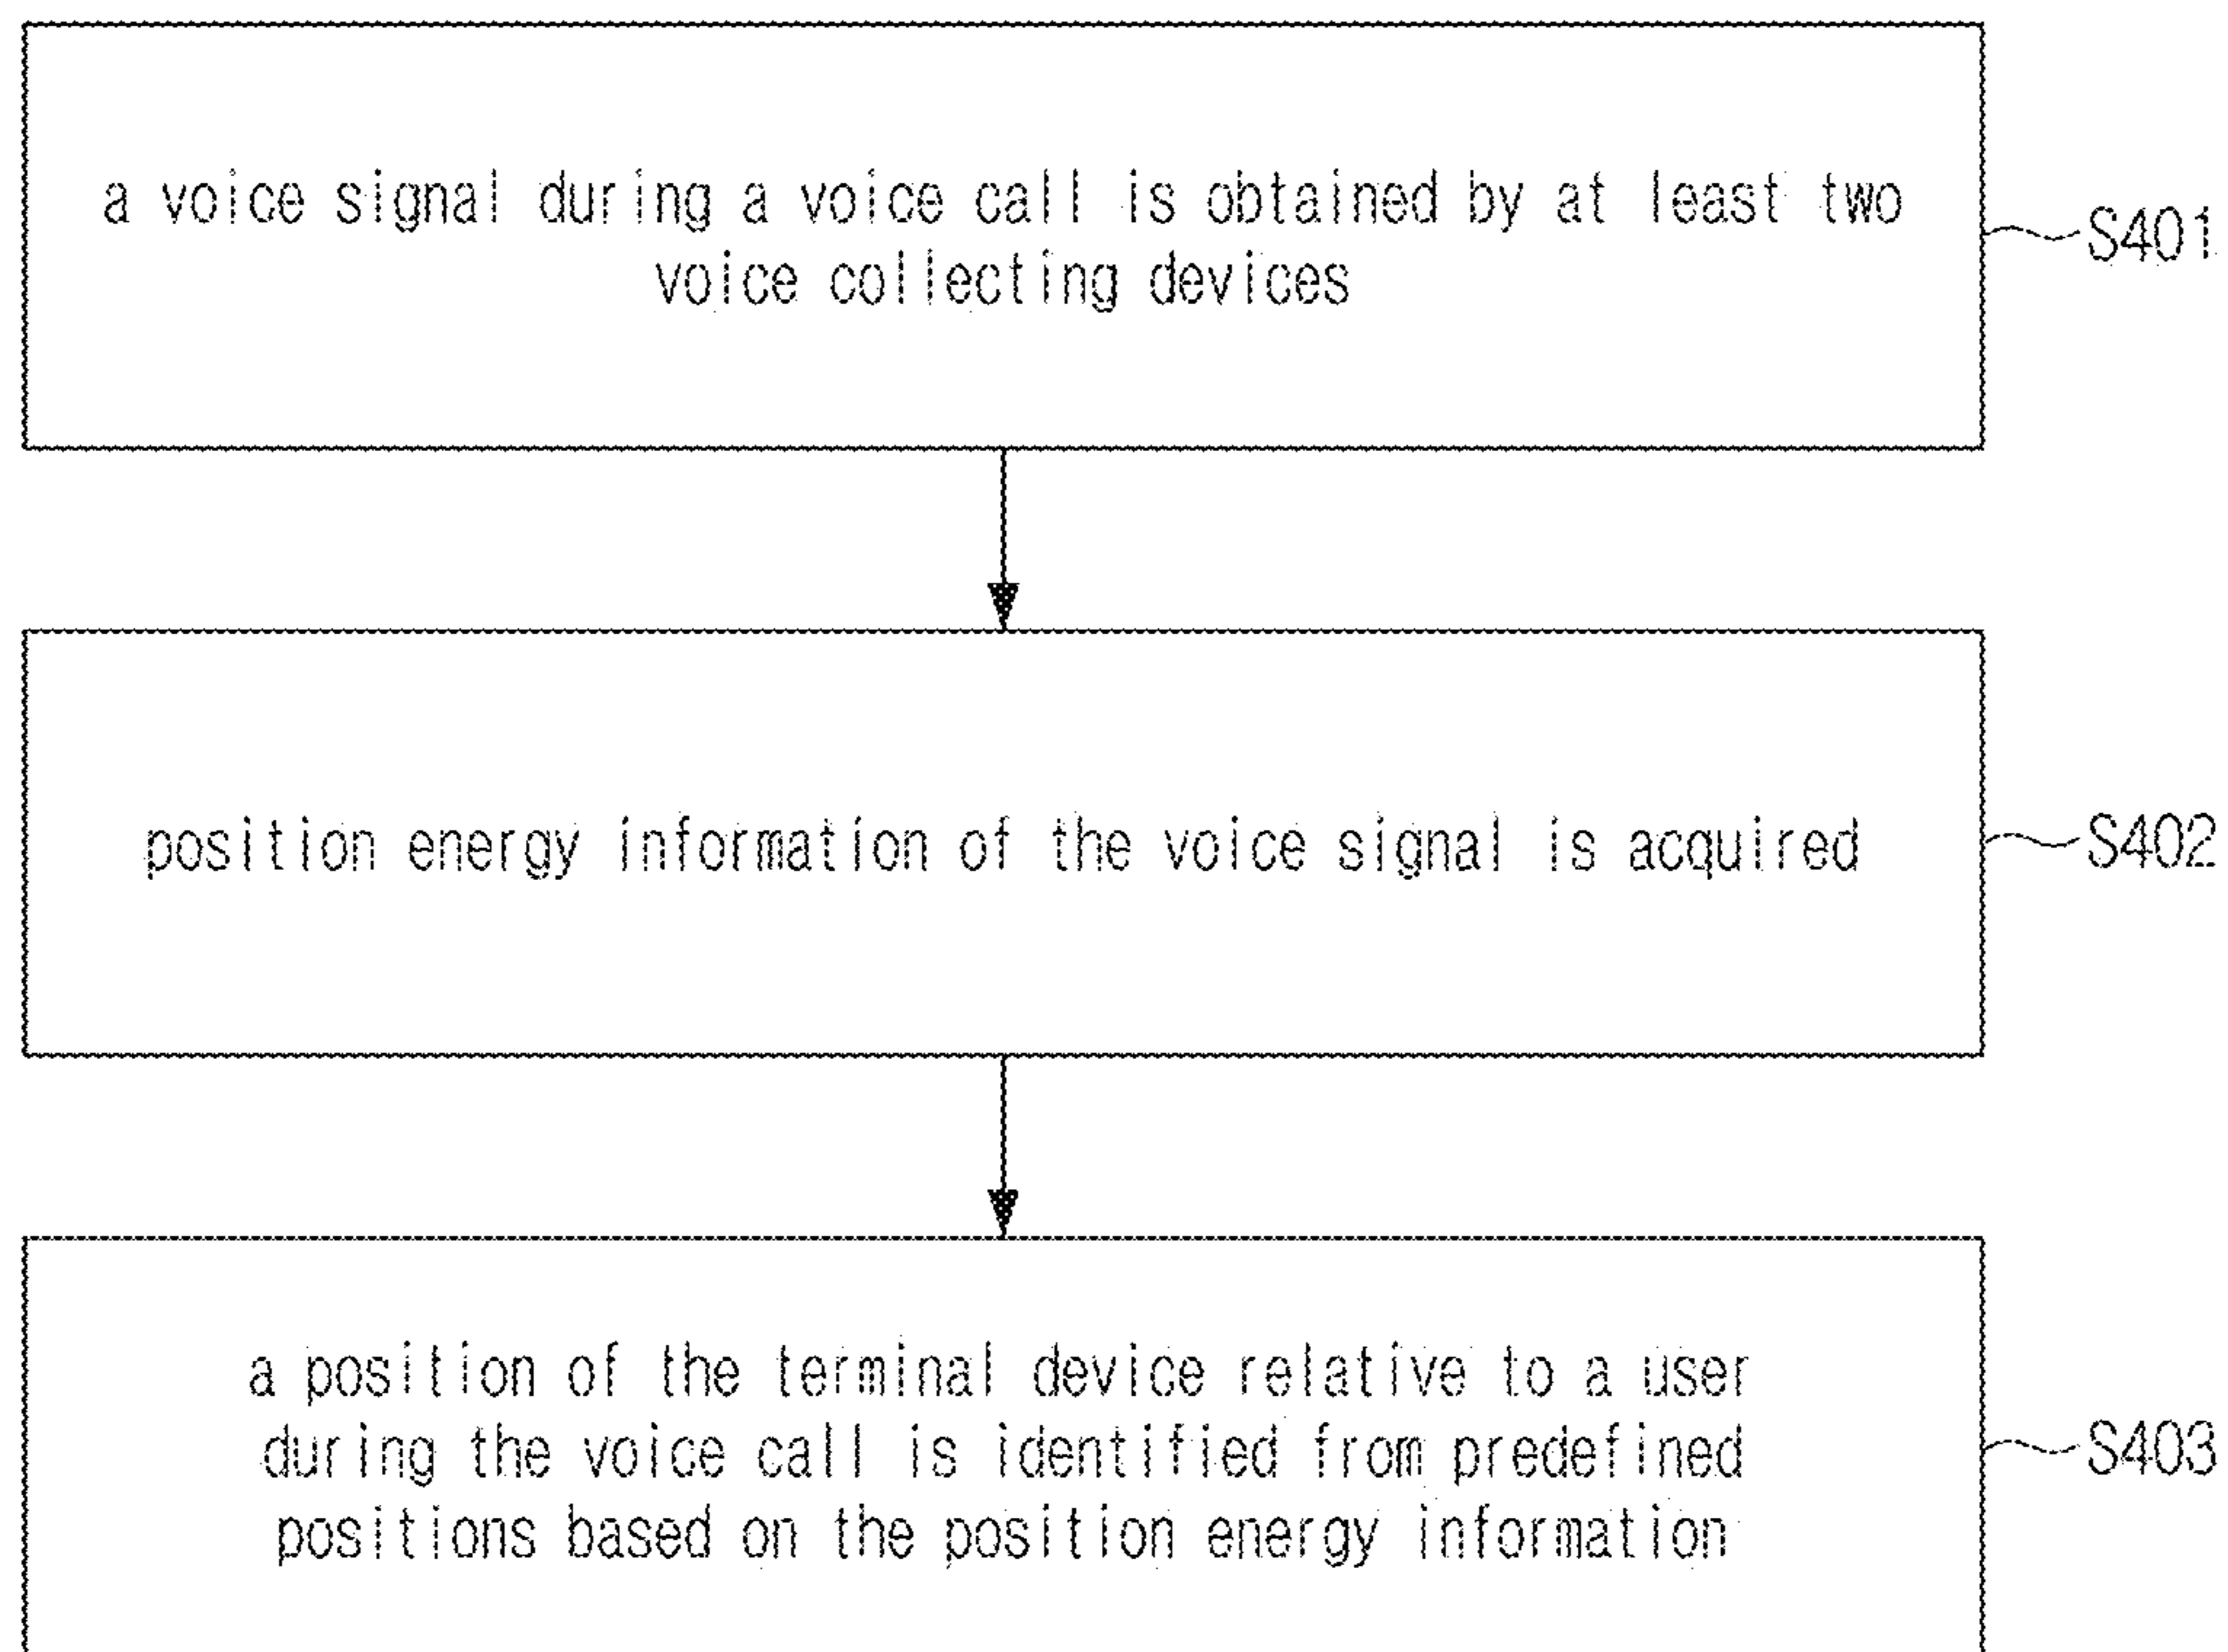 a voice signal during a voice call is obtained by at least two
voice collecting devices
S401
position energy information of the voice signal is acquired
S402
a position of the terminal device relative to a user
during the voice call is identified from predefined
positions based on the position energy information
S403